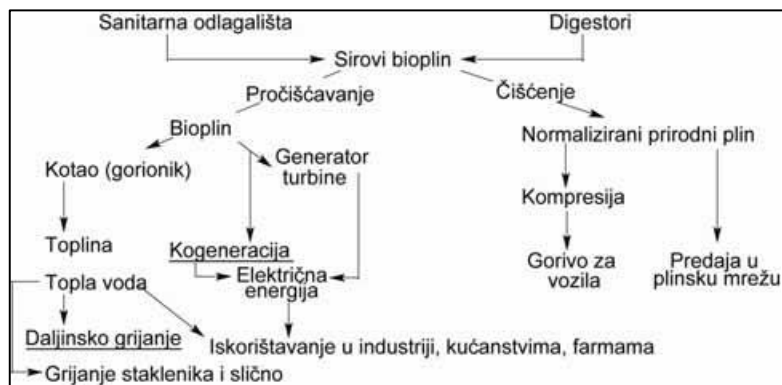 Sanitarna odlagališta
Digestori
Sirovi bioplin
Pročišćavanje
Čišćenje
Bioplin
Normalizirani prirodni plin
Kotao (gorionik)
Generator
turbine
Kompresija
Toplina
Kogeneracija
Gorivo za
vozila
Predaja u
plinsku mrežu
Topla voda
Električna
energija
Daljinsko grijanje
Iskorištavanje u industriji, kućanstvima, farmama
Grijanje staklenika i slično